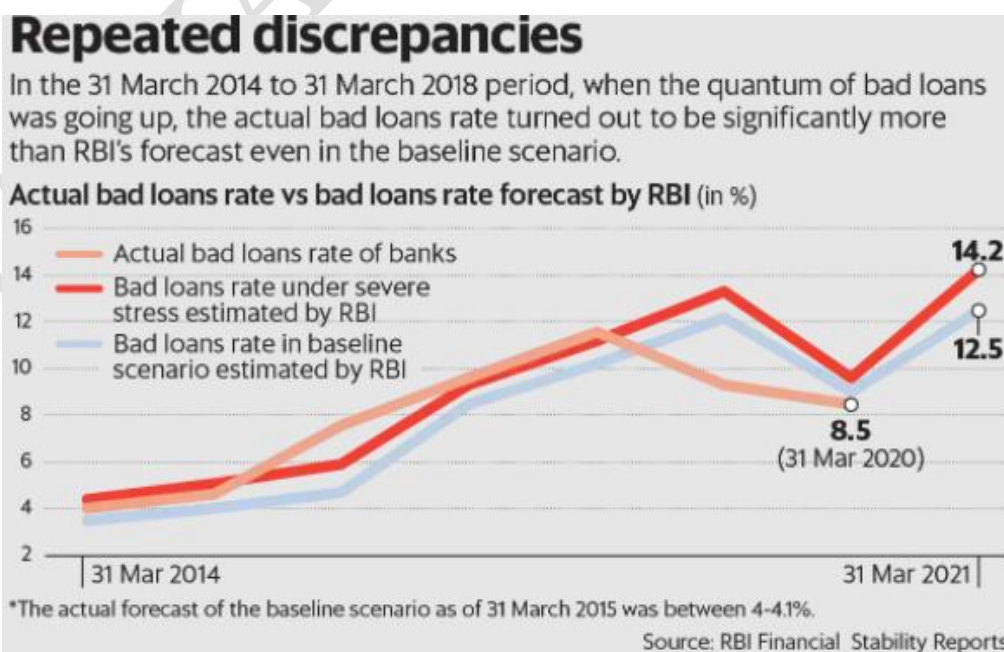 Repeated discrepancies
In the 31 March 2014 to 31 March 2018 period, when the quantum of bad loans
was going up, the actual bad loans rate turned out to be significantly more
than RBI's forecast even in the baseline scenario.
Actual bad loans rate vs bad loans rate forecast by RBI (in %)
16
14
12
10
8
6
4
2
Actual bad loans rate of banks
Bad loans rate under severe
stress estimated by RBI
Bad loans rate in baseline
scenario estimated by RBI
14.2
12.5
8.5
(31 Mar 2020)
31 Mar 2014
31 Mar 2021
*The actual forecast of the baseline scenario as of 31 March 2015 was between 4-4.1%.
Source: RBI Financial Stability Reports